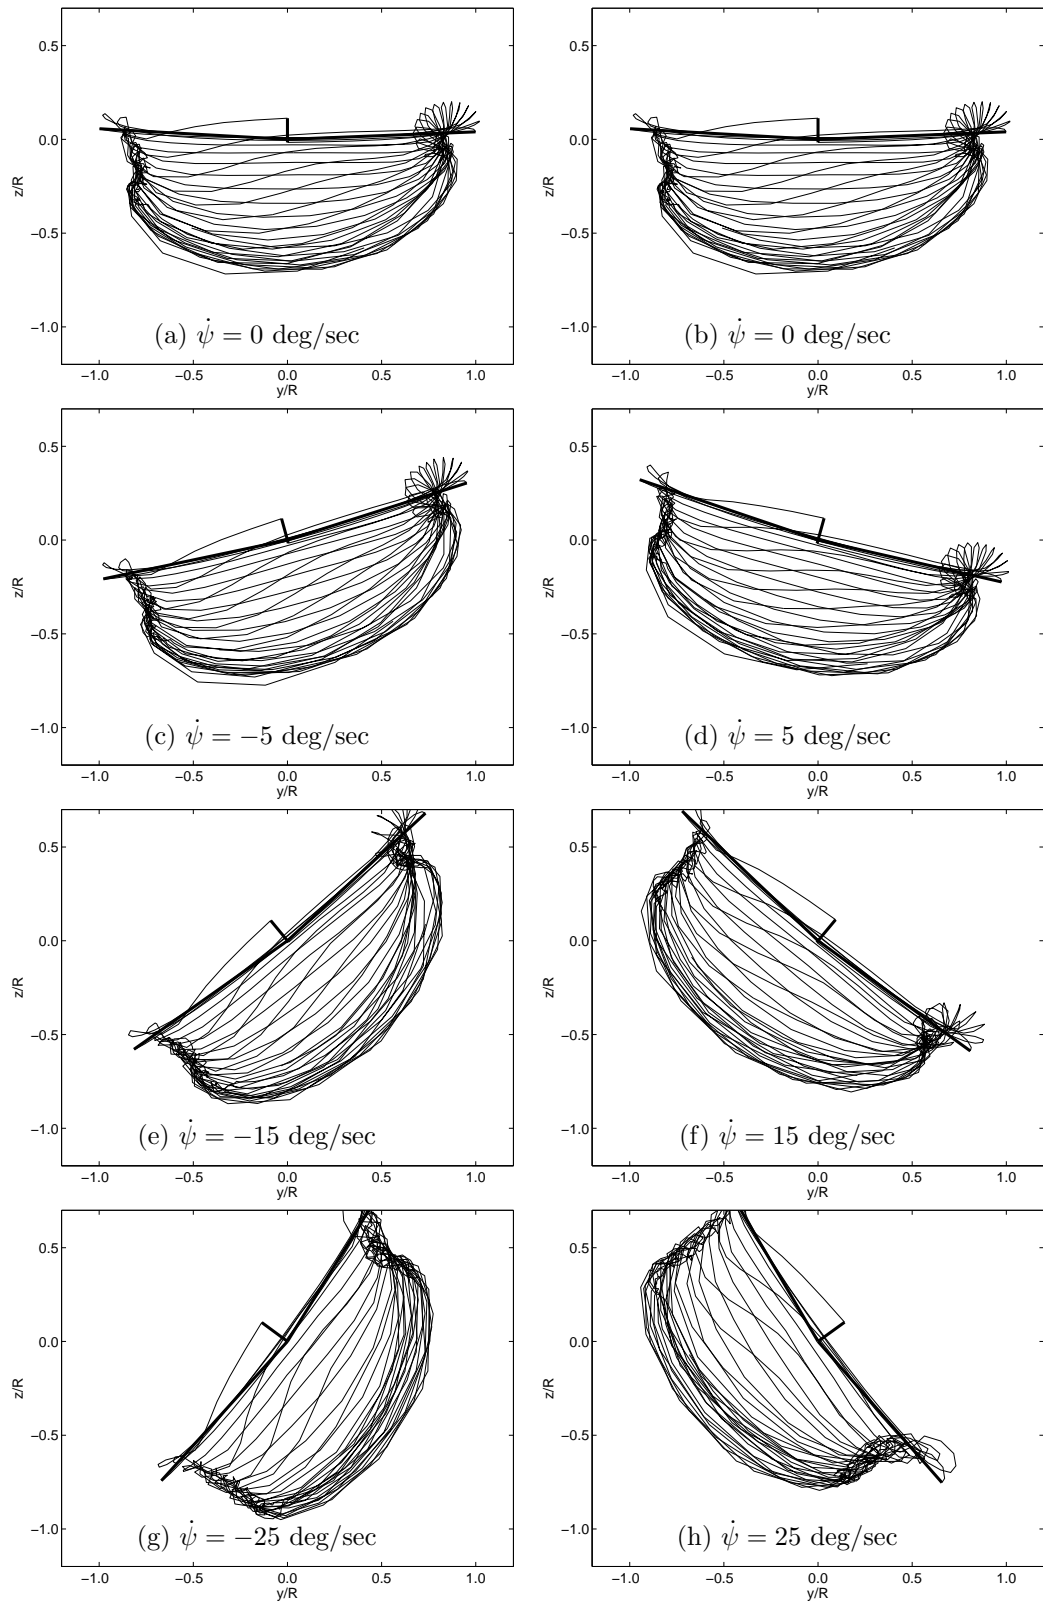 0.5
0.0
−0.5
−1.0
z/R
(a) ψ̇ = 0 deg/sec
−1.0 −0.5 0.0 0.5 1.0
y/R
0.5
0.0
−0.5
−1.0
z/R
(b) ψ̇ = 0 deg/sec
−1.0 −0.5 0.0 0.5 1.0
y/R
0.5
0.0
−0.5
−1.0
z/R
(c) ψ̇ = −5 deg/sec
−1.0 −0.5 0.0 0.5 1.0
y/R
0.5
0.0
−0.5
−1.0
z/R
(d) ψ̇ = 5 deg/sec
−1.0 −0.5 0.0 0.5 1.0
y/R
0.5
0.0
−0.5
−1.0
z/R
(e) ψ̇ = −15 deg/sec
−1.0 −0.5 0.0 0.5 1.0
y/R
0.5
0.0
−0.5
−1.0
z/R
(f) ψ̇ = 15 deg/sec
−1.0 −0.5 0.0 0.5 1.0
y/R
0.5
0.0
−0.5
−1.0
z/R
(g) ψ̇ = −25 deg/sec
−1.0 −0.5 0.0 0.5 1.0
y/R
0.5
0.0
−0.5
−1.0
z/R
(h) ψ̇ = 25 deg/sec
−1.0 −0.5 0.0 0.5 1.0
y/R